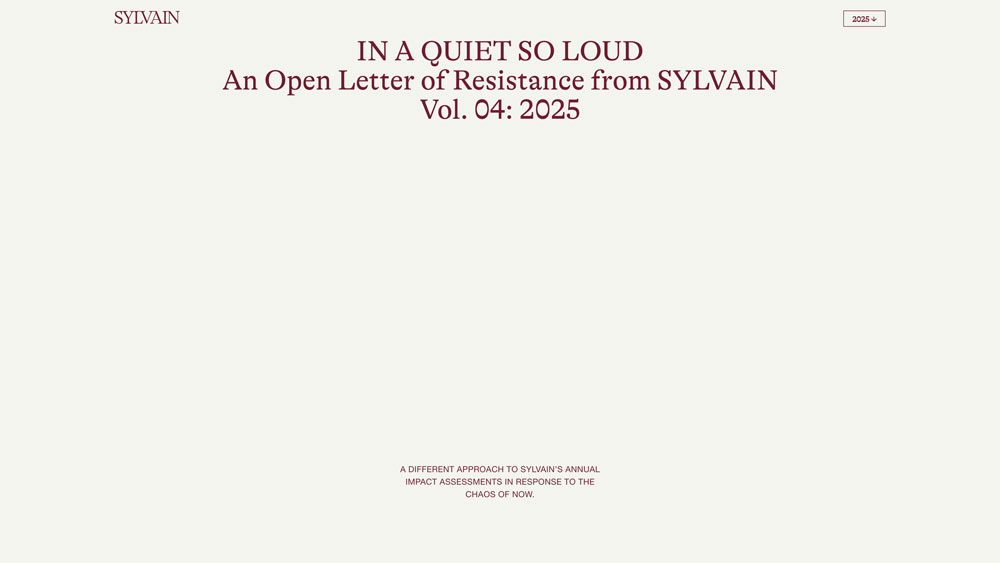 SYLVAIN
2025 ↓
IN A QUIET SO LOUD
An Open Letter of Resistance from SYLVAIN
Vol. 04: 2025
A DIFFERENT APPROACH TO SYLVAIN'S ANNUAL
IMPACT ASSESSMENTS IN RESPONSE TO THE
CHAOS OF NOW.